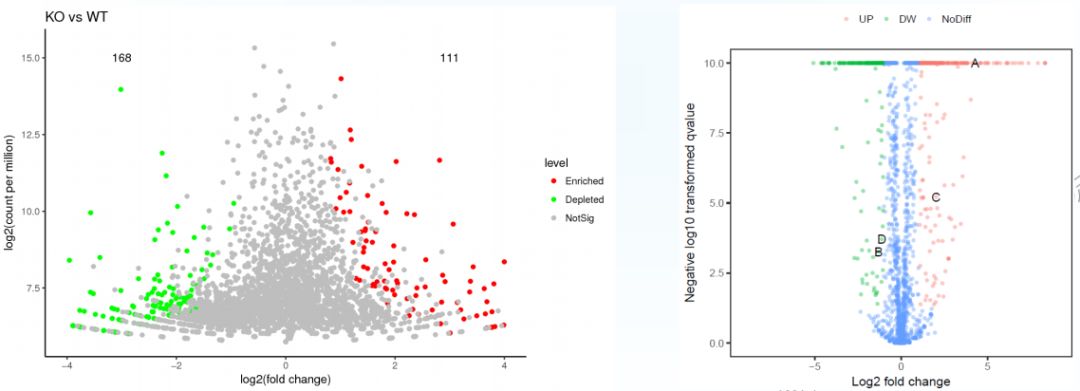 KO vs WT
168
111
15.0
12.5
10.0
7.5
log2(count per million)
−4
−2
0
2
4
log2(fold change)
level
Enriched
Depleted
NotSig
UP
DW
NoDiff
10.0
7.5
5.0
2.5
0.0
Negative log10 transformed qvalue
A
C
D
B
−5
0
5
Log2 fold change